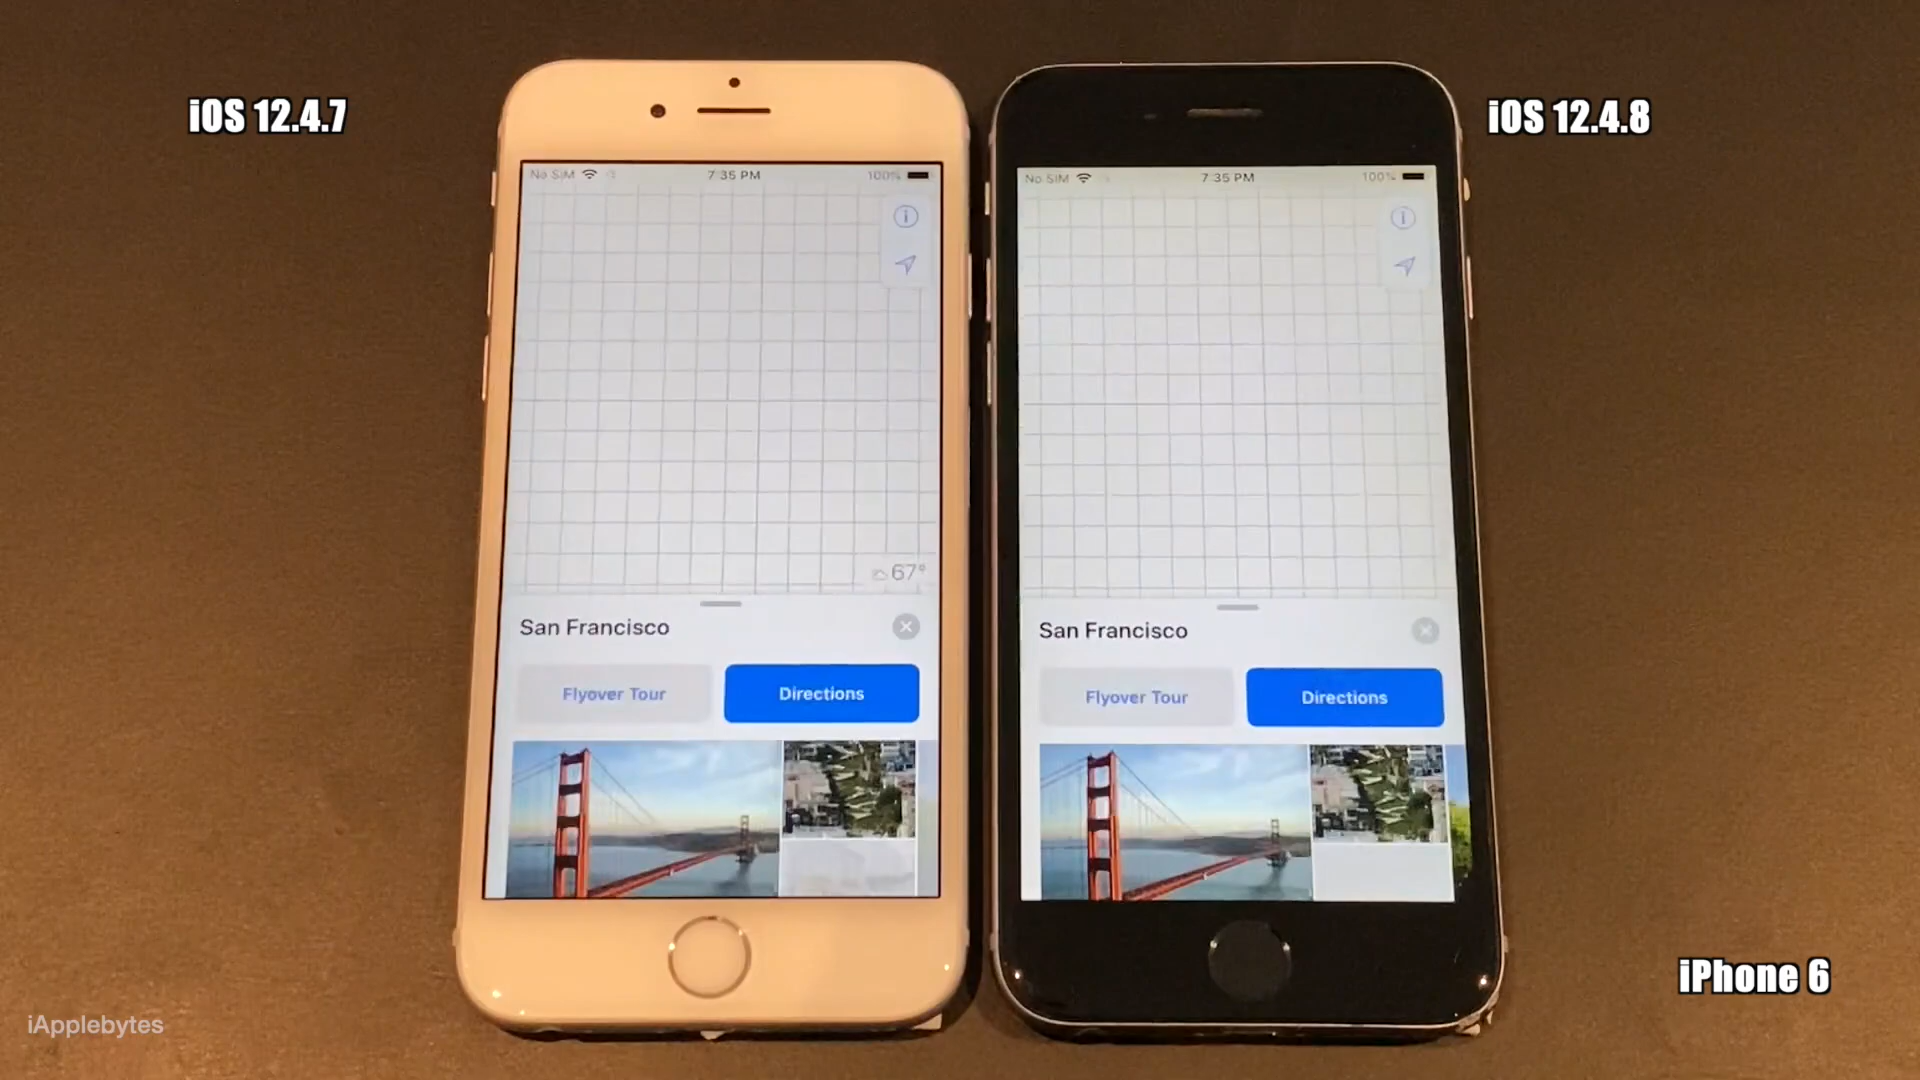 iOS 12.4.7
iOS 12.4.8
No SIM
7:35 PM
100%
No SIM
7:35 PM
100%
67°
San Francisco
Flyover Tour
Directions
San Francisco
Flyover Tour
Directions
iPhone 6
iApplebytes